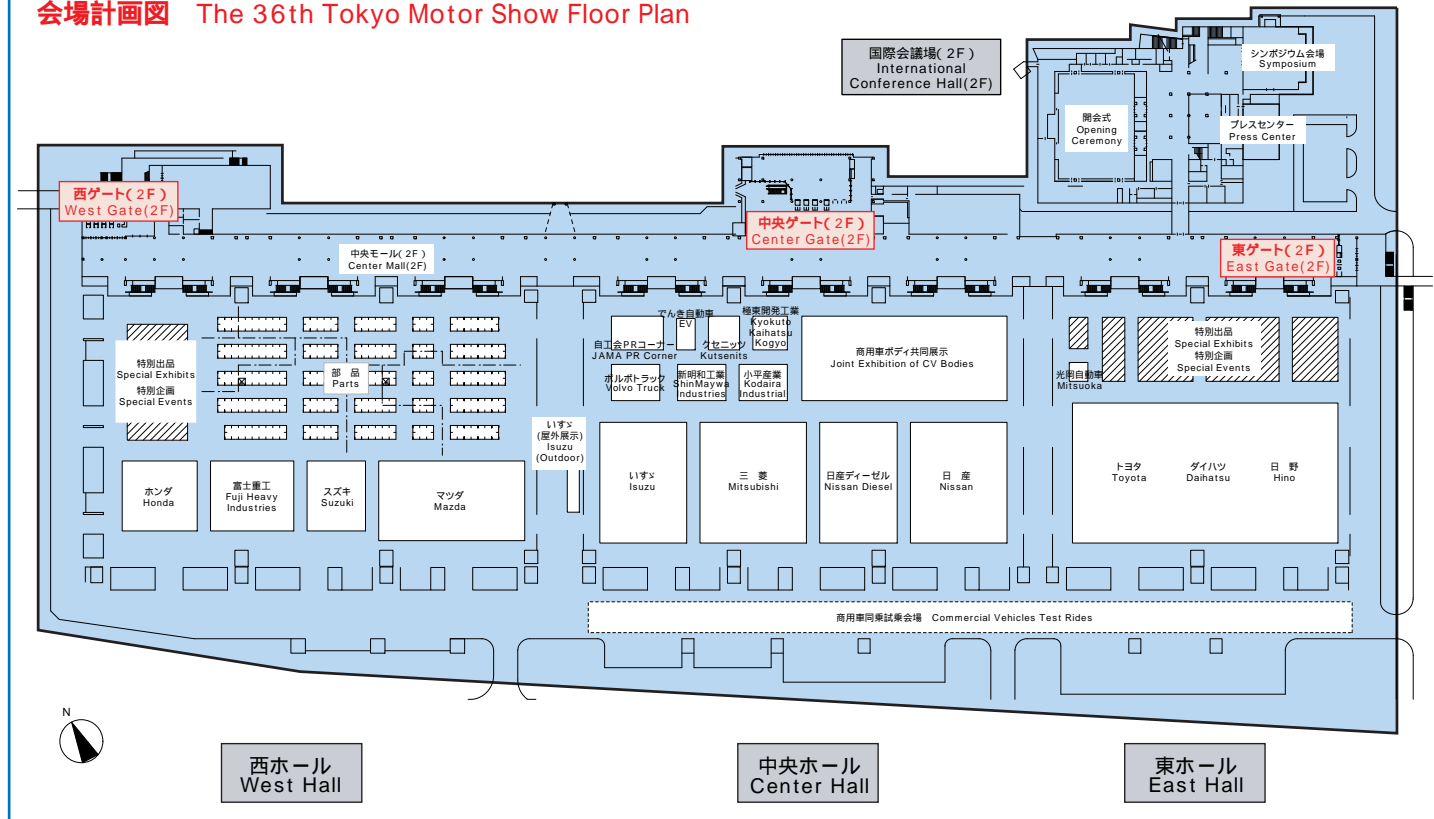 会場計画図 The 36th Tokyo Motor Show Floor Plan
国際会議場(2F)
International
Conference Hall(2F)
シンポジウム会場
Symposium
開会式
Opening
Ceremony
プレスセンター
Press Center
西ゲート(2F)
West Gate(2F)
中央ゲート(2F)
Center Gate(2F)
東ゲート(2F)
East Gate(2F)
中央モール(2F)
Center Mall(2F)
特別出品
Special Exhibits
特別企画
Special Events
部品
Parts
でんき自動車
EV
自工会PRコーナー
JAMA PR Corner
クセニッツ
Kutsenits
極東開発工業
Kyokuto
Kaihatsu
Kogyo
ボルボトラック
Volvo Truck
新明和工業
ShinMaywa
Industries
小平産業
Kodaira
Industrial
商用車ボディ共同展示
Joint Exhibition of CV Bodies
特別出品
Special Exhibits
特別企画
Special Events
光岡自動車
Mitsuoka
ホンダ
Honda
富士重工
Fuji Heavy
Industries
スズキ
Suzuki
マツダ
Mazda
いすゞ
(屋外展示)
Isuzu
(Outdoor)
いすゞ
Isuzu
三菱
Mitsubishi
日産ディーゼル
Nissan Diesel
日産
Nissan
トヨタ
Toyota
ダイハツ
Daihatsu
日野
Hino
商用車同乗試乗会場 Commercial Vehicles Test Rides
N
西ホール
West Hall
中央ホール
Center Hall
東ホール
East Hall